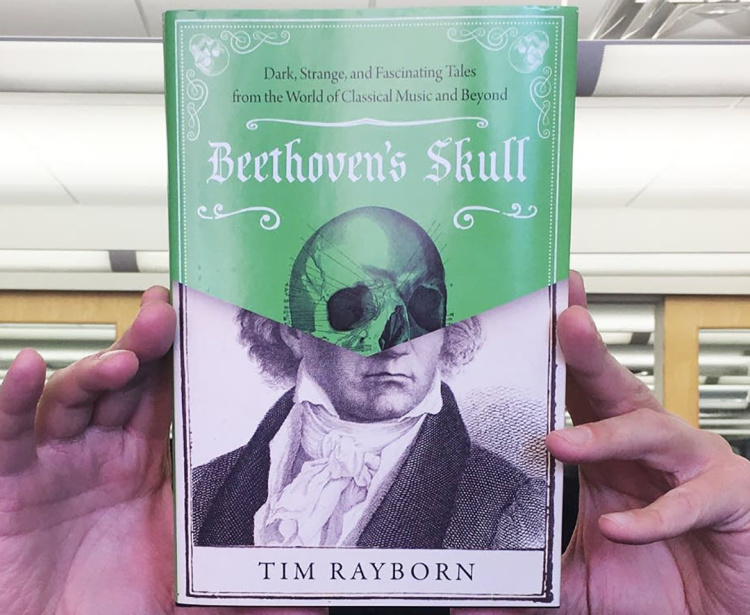 Dark, Strange, and Fascinating Tales
from the World of Classical Music and Beyond
Beethoven's Skull
TIM RAYBORN